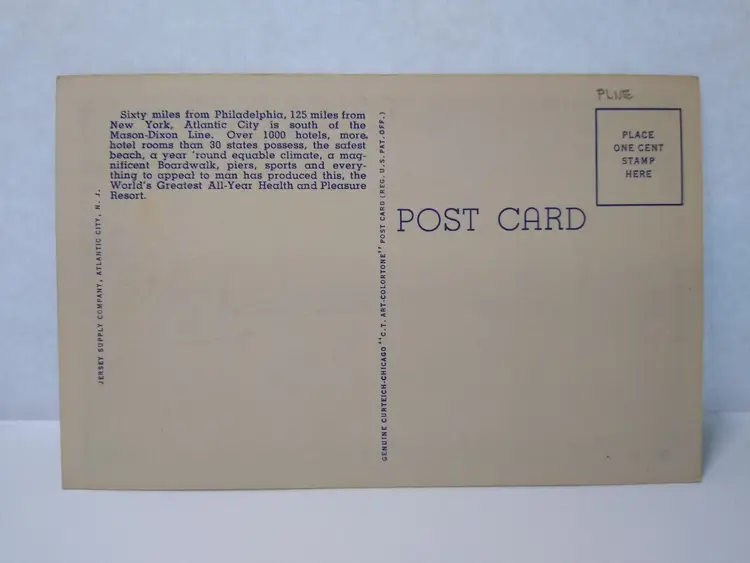 Sixty miles from Philadelphia, 125 miles from
New York, Atlantic City is south of the
Mason-Dixon Line. Over 1000 hotels, more
hotel rooms than 30 states possess, the safest
beach, a year 'round equable climate, a mag-
nificent Boardwalk, piers, sports and every-
thing to appeal to man has produced this, the
World's Greatest All-Year Health and Pleasure
Resort.
JERSEY SUPPLY COMPANY, ATLANTIC CITY, N. J.
GENUINE CURTEICH-CHICAGO "C.T. ART-COLORTONE" POST CARD (REG. U.S. PAT. OFF.)
POST CARD
PLNE
PLACE
ONE CENT
STAMP
HERE